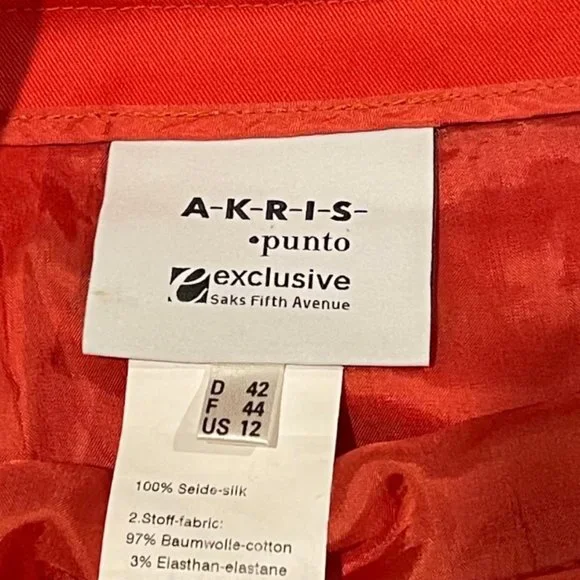 A-K-R-I-S-
•punto
e exclusive
Saks Fifth Avenue
D 42
F 44
US 12
100% Seide-silk
2.Stoff-fabric:
97% Baumwolle-cotton
3% Elasthan-elastane